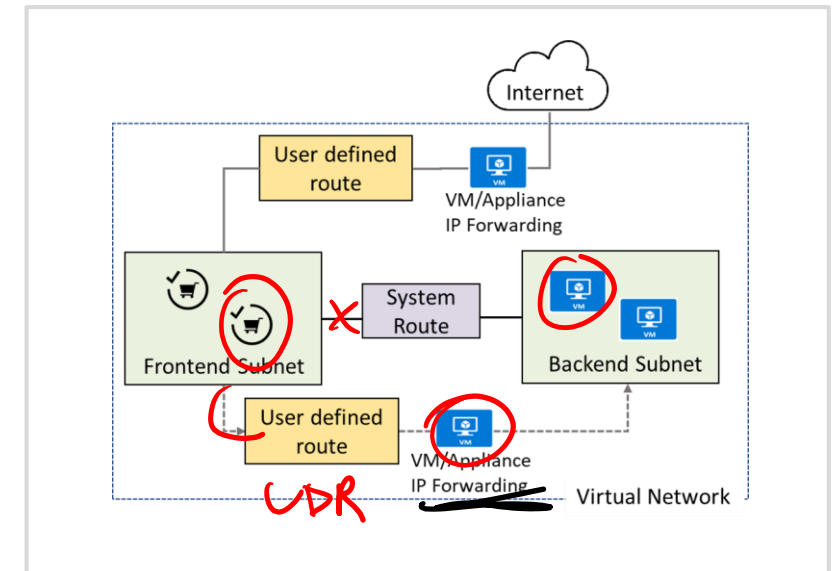 Internet
User defined
route
VM
VM/Appliance
IP Forwarding
System
Route
VM
VM
Frontend Subnet
Backend Subnet
User defined
route
VM
VM/Appliance
IP Forwarding
UDR
Virtual Network